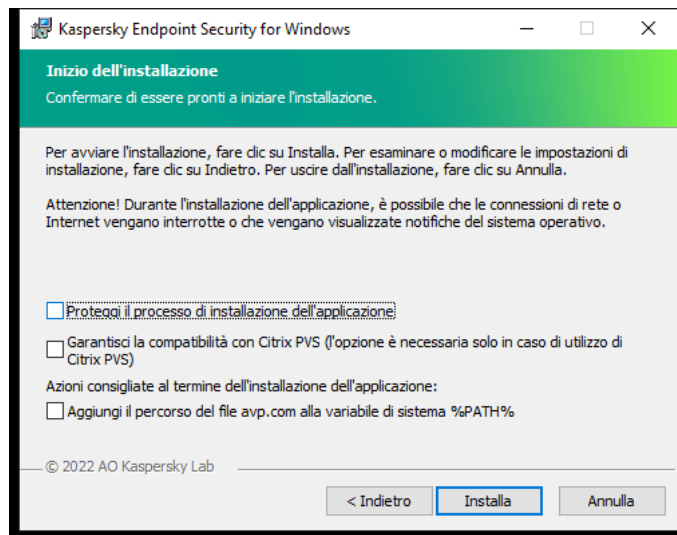 Kaspersky Endpoint Security for Windows
Inizio dell'installazione
Confermare di essere pronti a iniziare l'installazione.
Per avviare l'installazione, fare clic su Installa. Per esaminare o modificare le impostazioni di
installazione, fare clic su Indietro. Per uscire dall'installazione, fare clic su Annulla.
Attenzione! Durante l'installazione dell'applicazione, è possibile che le connessioni di rete o
Internet vengano interrotte o che vengano visualizzate notifiche del sistema operativo.
Proteggi il processo di installazione dell'applicazione
Garantisci la compatibilità con Citrix PVS (l'opzione è necessaria solo in caso di utilizzo di
Citrix PVS)
Azioni consigliate al termine dell'installazione dell'applicazione:
Aggiungi il percorso del file avp.com alla variabile di sistema %PATH%
© 2022 AO Kaspersky Lab
< Indietro Installa Annulla